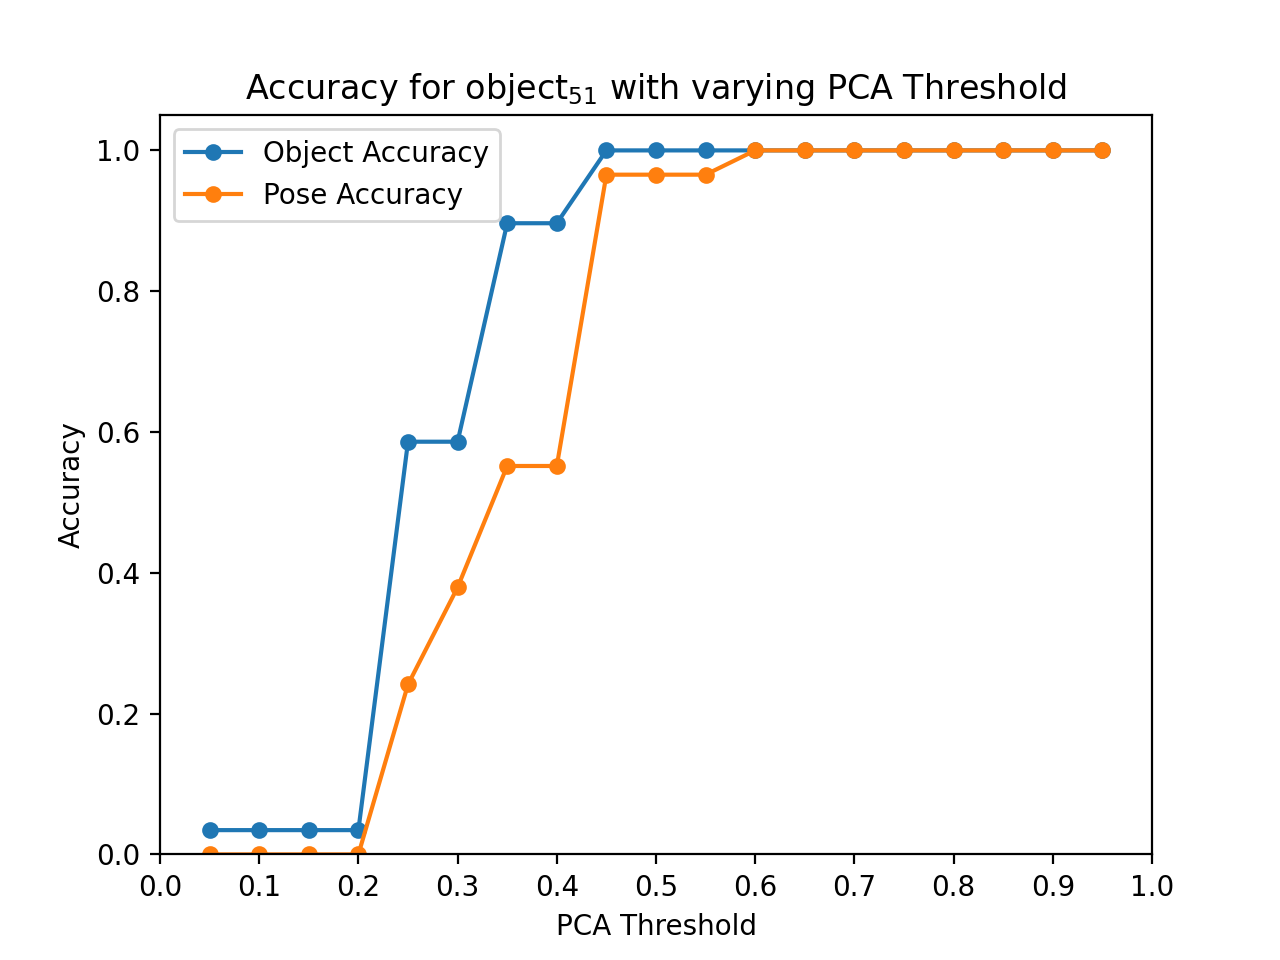 Accuracy for object₅₁ with varying PCA Threshold
Object Accuracy
Pose Accuracy
1.0
0.8
0.6
0.4
0.2
0.0
Accuracy
0.0 0.1 0.2 0.3 0.4 0.5 0.6 0.7 0.8 0.9 1.0
PCA Threshold